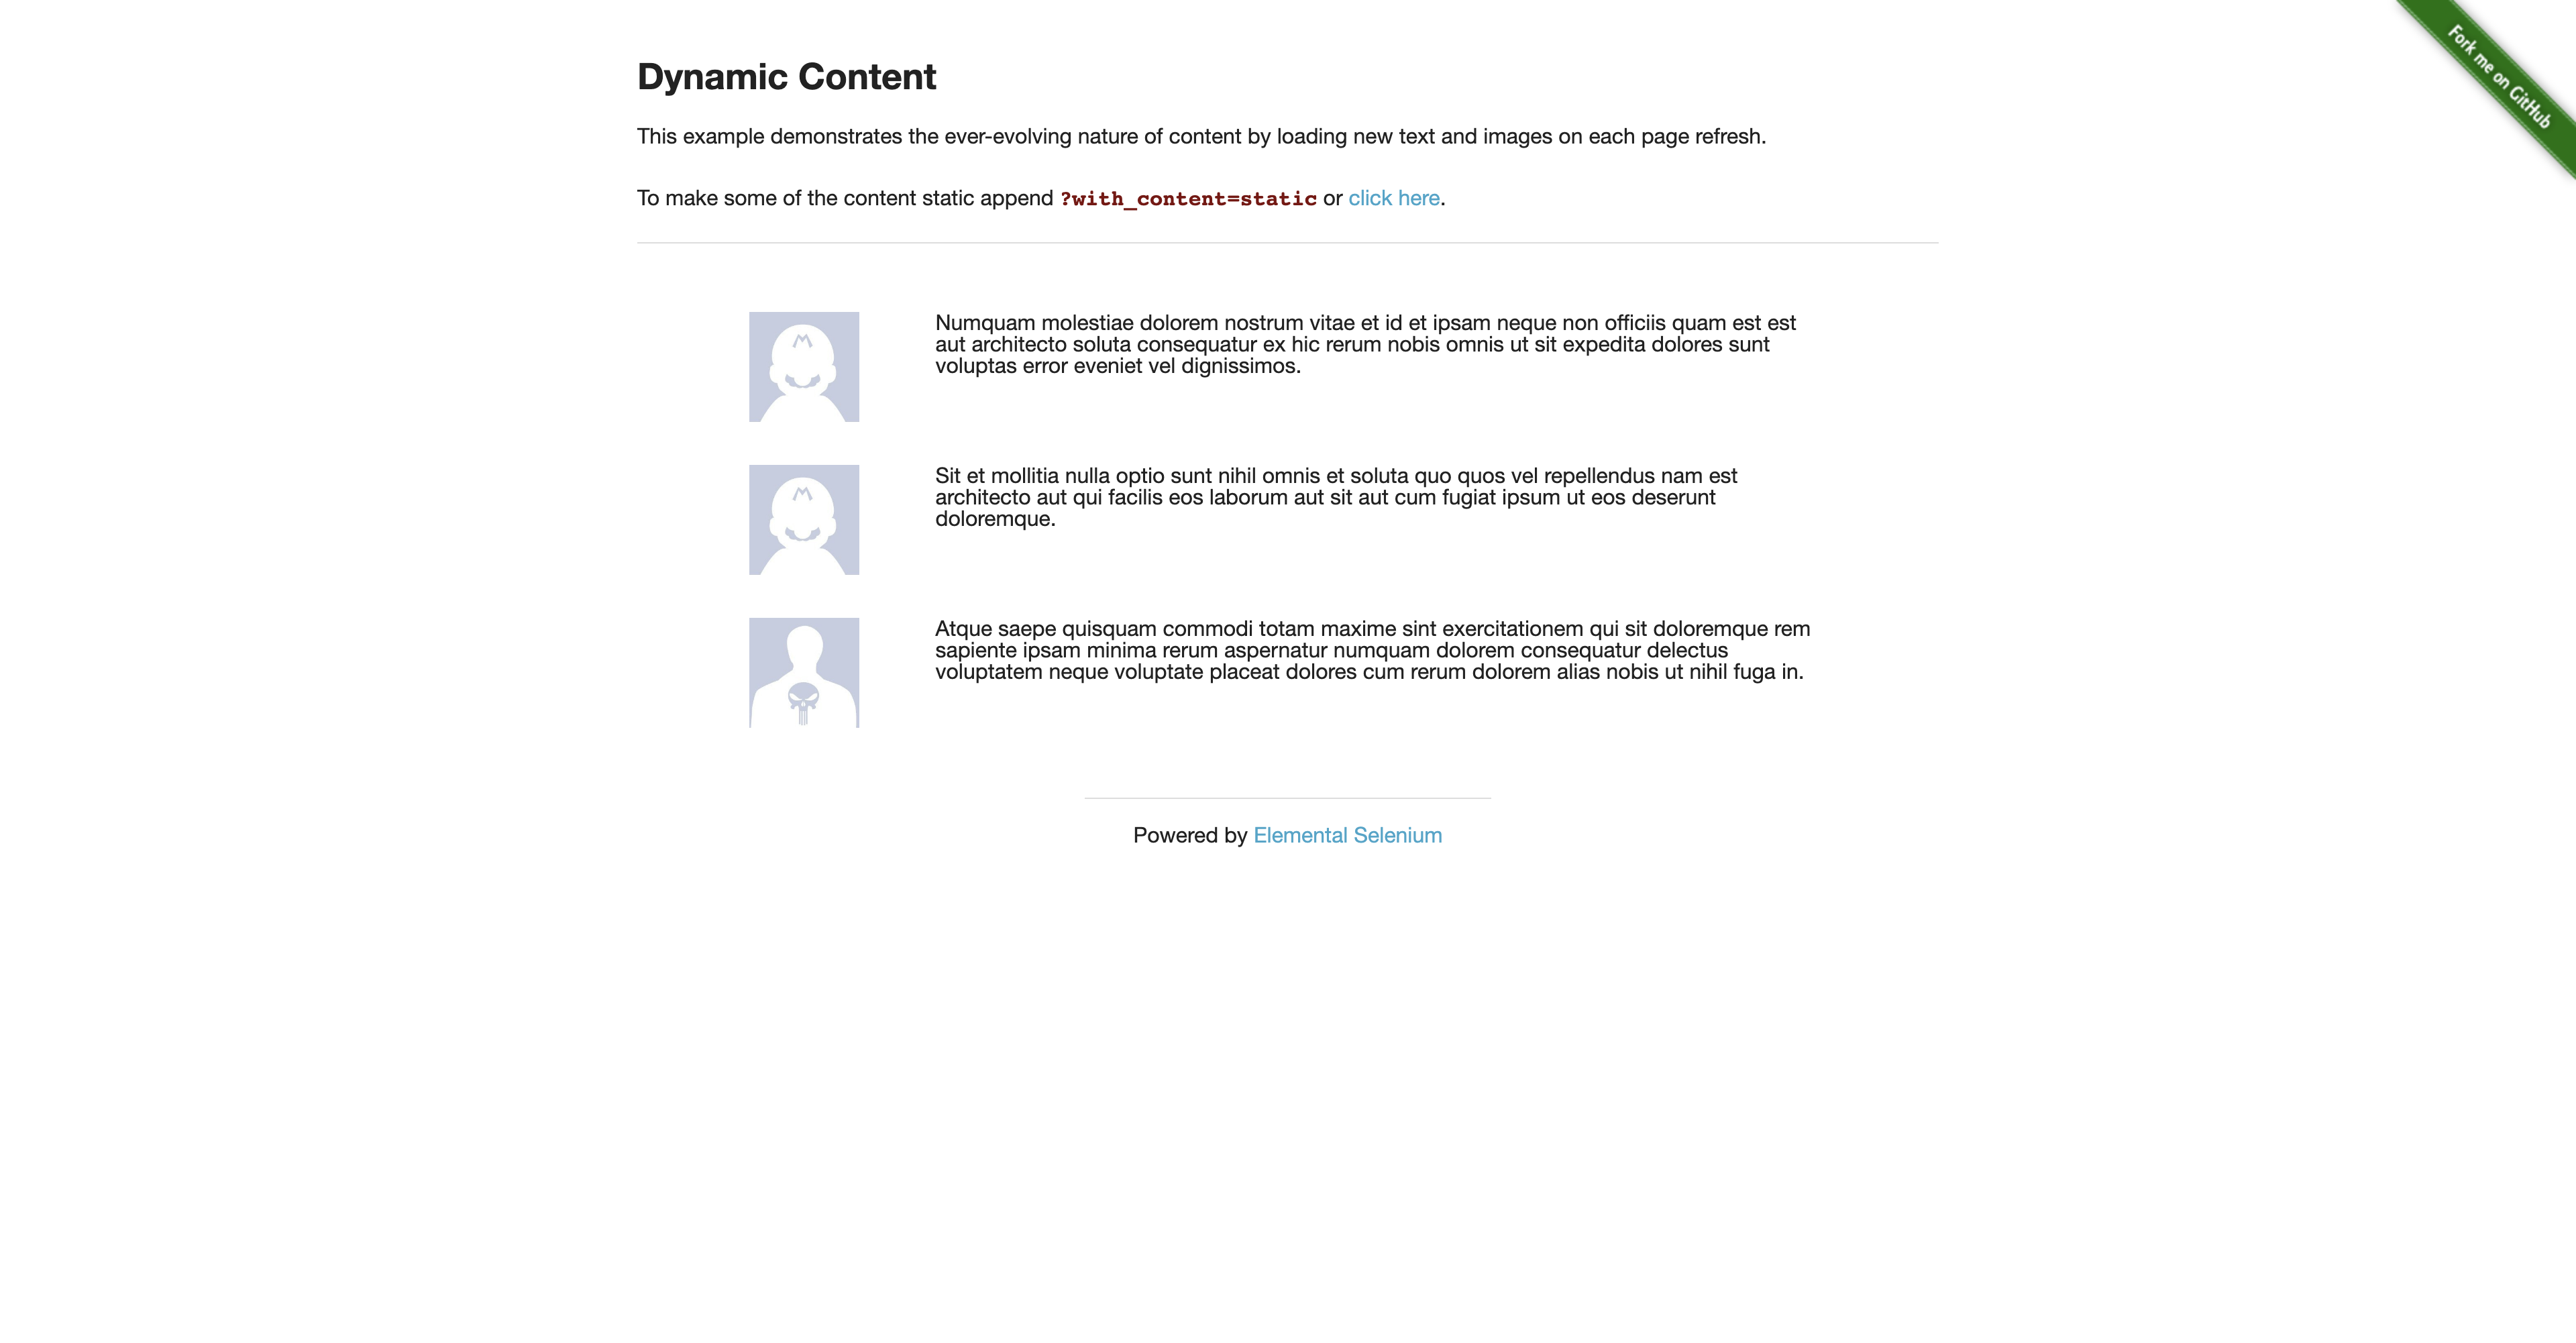 Fork me on GitHub
Dynamic Content
This example demonstrates the ever-evolving nature of content by loading new text and images on each page refresh.
To make some of the content static append ?with_content=static or click here.
Numquam molestiae dolorem nostrum vitae et id et ipsam neque non officiis quam est est
aut architecto soluta consequatur ex hic rerum nobis omnis ut sit expedita dolores sunt
voluptas error eveniet vel dignissimos.
Sit et mollitia nulla optio sunt nihil omnis et soluta quo quos vel repellendus nam est
architecto aut qui facilis eos laborum aut sit aut cum fugiat ipsum ut eos deserunt
doloremque.
Atque saepe quisquam commodi totam maxime sint exercitationem qui sit doloremque rem
sapiente ipsam minima rerum aspernatur numquam dolorem consequatur delectus
voluptatem neque voluptate placeat dolores cum rerum dolorem alias nobis ut nihil fuga in.
Powered by Elemental Selenium